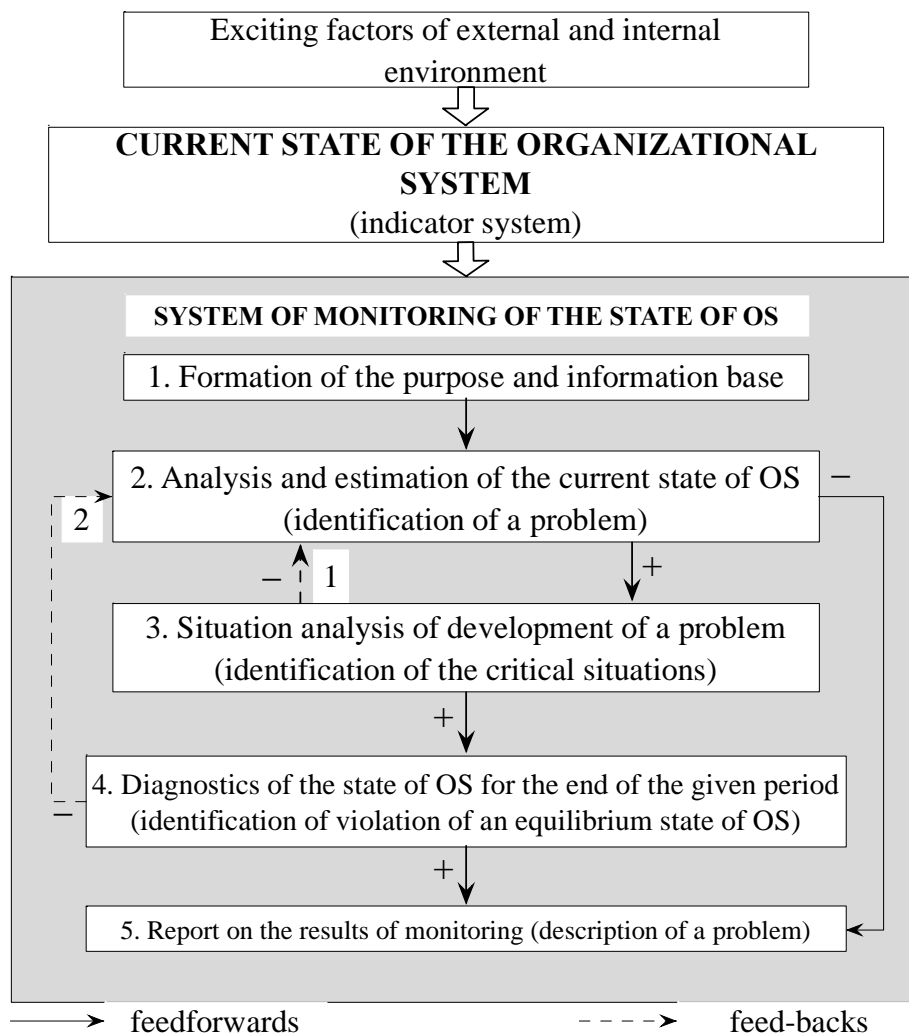 Exciting factors of external and internal
environment
CURRENT STATE OF THE ORGANIZATIONAL
SYSTEM
(indicator system)
SYSTEM OF MONITORING OF THE STATE OF OS
1. Formation of the purpose and information base
2. Analysis and estimation of the current state of OS
(identification of a problem)
–
2
–
1
+
3. Situation analysis of development of a problem
(identification of the critical situations)
+
4. Diagnostics of the state of OS for the end of the given period
(identification of violation of an equilibrium state of OS)
–
+
5. Report on the results of monitoring (description of a problem)
feedforwards
feed-backs